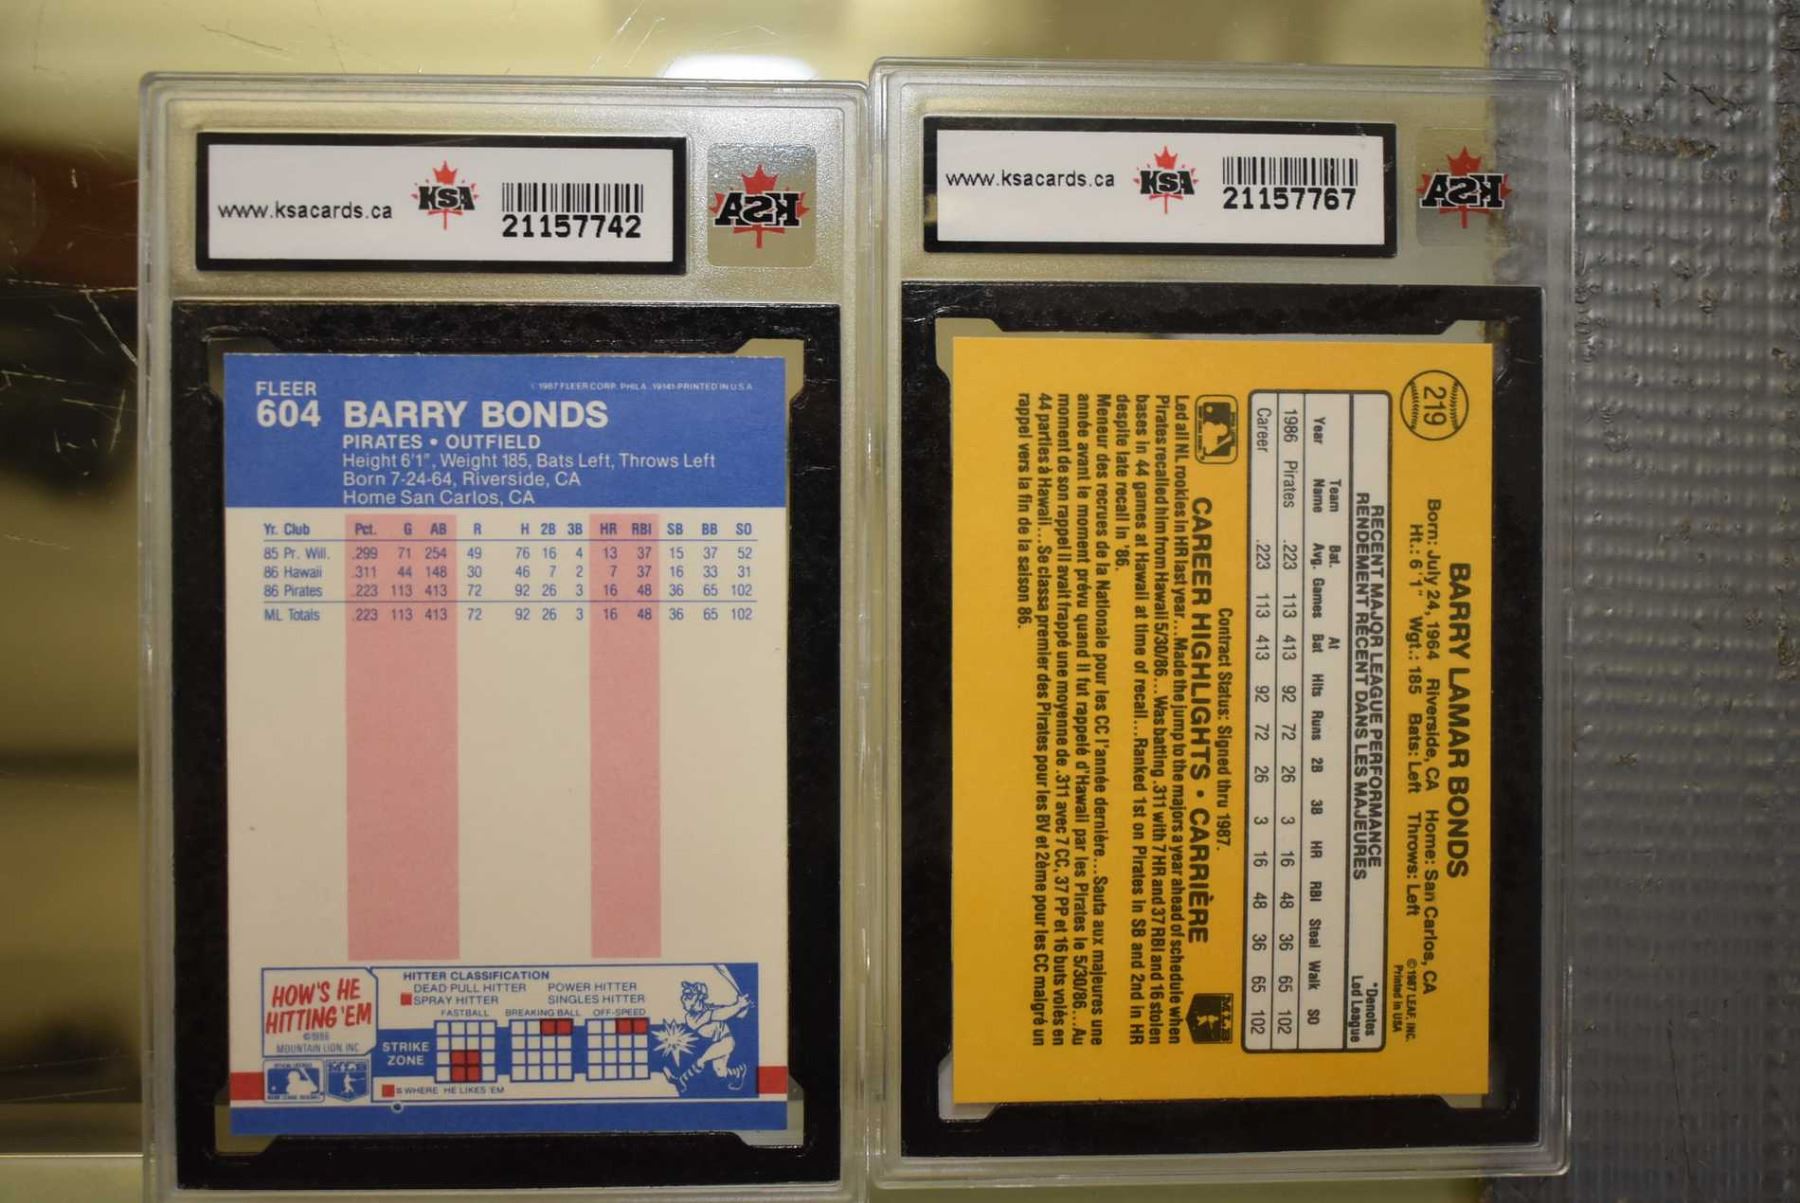 www.ksacards.ca
KSA
21157742
KSA
FLEER
604
BARRY BONDS
© 1987 FLEER CORP. PHILA. 19141-PRINTED IN U.S.A
PIRATES • OUTFIELD
Height 6'1", Weight 185, Bats Left, Throws Left
Born 7-24-64, Riverside, CA
Home San Carlos, CA
Yr. Club Pct. G AB R H 2B 3B HR RBI SB BB SO
85 Pr. Will. .299 71 254 49 76 16 4 13 37 15 37 52
86 Hawaii .311 44 148 30 46 7 2 7 37 16 33 31
86 Pirates .223 113 413 72 92 26 3 16 48 36 65 102
ML Totals .223 113 413 72 92 26 3 16 48 36 65 102
HOW'S HE
HITTING 'EM
©1986
MOUNTAIN LION, INC
HITTER CLASSIFICATION
DEAD PULL HITTER POWER HITTER
SPRAY HITTER SINGLES HITTER
FASTBALL BREAKING BALL OFF-SPEED
STRIKE
ZONE
= WHERE HE LIKES 'EM
www.ksacards.ca
KSA
21157767
KSA
219
BARRY LAMAR BONDS
Born: July 24, 1964 Riverside, CA Home: San Carlos, CA
Ht.: 6'1" Wgt.: 185 Bats: Left Throws: Left
©1987 LEAF, INC.
Printed in USA
RECENT MAJOR LEAGUE PERFORMANCE
RENDEMENT RÉCENT DANS LES MAJEURES
*Denotes
Led League
Year Team Name Bat. Avg. Games At Bat Hits Runs 2B 3B HR RBI Steal Walk SO
1986 Pirates .223 113 413 92 72 26 3 16 48 36 65 102
Career .223 113 413 92 72 26 3 16 48 36 65 102
Contract Status: Signed thru 1987.
CAREER HIGHLIGHTS • CARRIÈRE
Led all NL rookies in HR last year...Made the jump to the majors a year ahead of schedule when
Pirates recalled him from Hawaii 5/30/86...Was batting .311 with 7 HR and 37 RBI and 16 stolen
bases in 44 games at Hawaii at time of recall...Ranked 1st on Pirates in SB and 2nd in HR
despite late recall in '86.
Meneur des recrues de la Nationale pour les CC l'année dernière...Sauta aux majeures une
année avant le moment prévu quand il fut rappelé d'Hawaii par les Pirates le 5/30/86...Au
moment de son rappel il avait frappé une moyenne de .311 avec 7 CC, 37 PP et 16 buts volés en
44 parties à Hawaii...Se classa premier des Pirates pour les BV et 2ème pour les CC malgré un
rappel vers la fin de la saison 86.